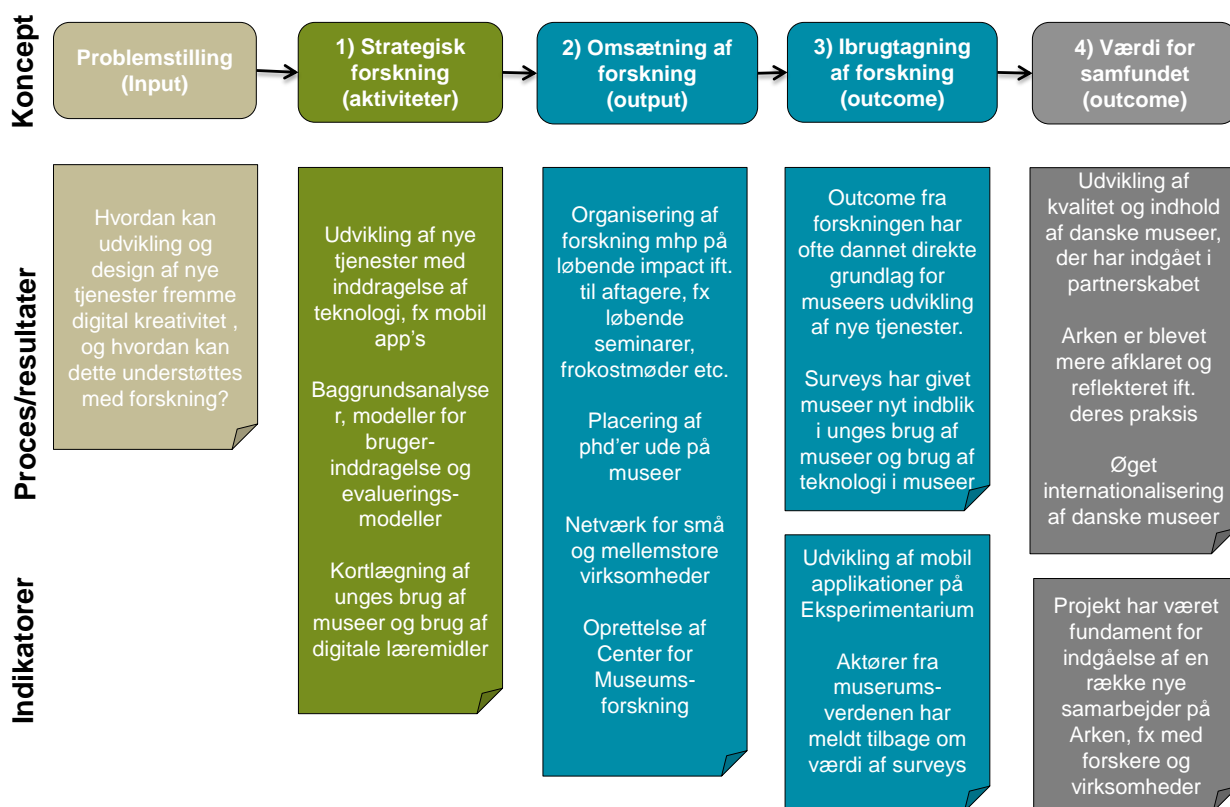 Koncept
Problemstilling
(Input)
1) Strategisk
forskning
(aktiviteter)
2) Omsætning af
forskning
(output)
3) Ibrugtagning
af forskning
(outcome)
4) Værdi for
samfundet
(outcome)
Proces/resultater
Hvordan kan
udvikling og
design af nye
tjenester fremme
digital kreativitet ,
og hvordan kan
dette understøttes
med forskning?
Udvikling af nye
tjenester med
inddragelse af
teknologi, fx mobil
app's
Baggrundsanalyse
r, modeller for
bruger-
inddragelse og
evaluerings-
modeller
Kortlægning af
unges brug af
museer og brug af
digitale læremidler
Organisering af
forskning mhp på
løbende impact ift.
til aftagere, fx
løbende
seminarer,
frokostmøder etc.
Placering af
phd'er ude på
museer
Netværk for små
og mellemstore
virksomheder
Oprettelse af
Center for
Museums-
forskning
Outcome fra
forskningen har
ofte dannet direkte
grundlag for
museers udvikling
af nye tjenester.
Surveys har givet
museer nyt indblik
i unges brug af
museer og brug af
teknologi i museer
Udvikling af
kvalitet og indhold
af danske museer,
der har indgået i
partnerskabet
Arken er blevet
mere afklaret og
reflekteret ift.
deres praksis
Øget
internationalisering
af danske museer
Indikatorer
Udvikling af mobil
applikationer på
Eksperimentarium
Aktører fra
muserums-
verdenen har
meldt tilbage om
værdi af surveys
Projekt har været
fundament for
indgåelse af en
række nye
samarbejder på
Arken, fx med
forskere og
virksomheder